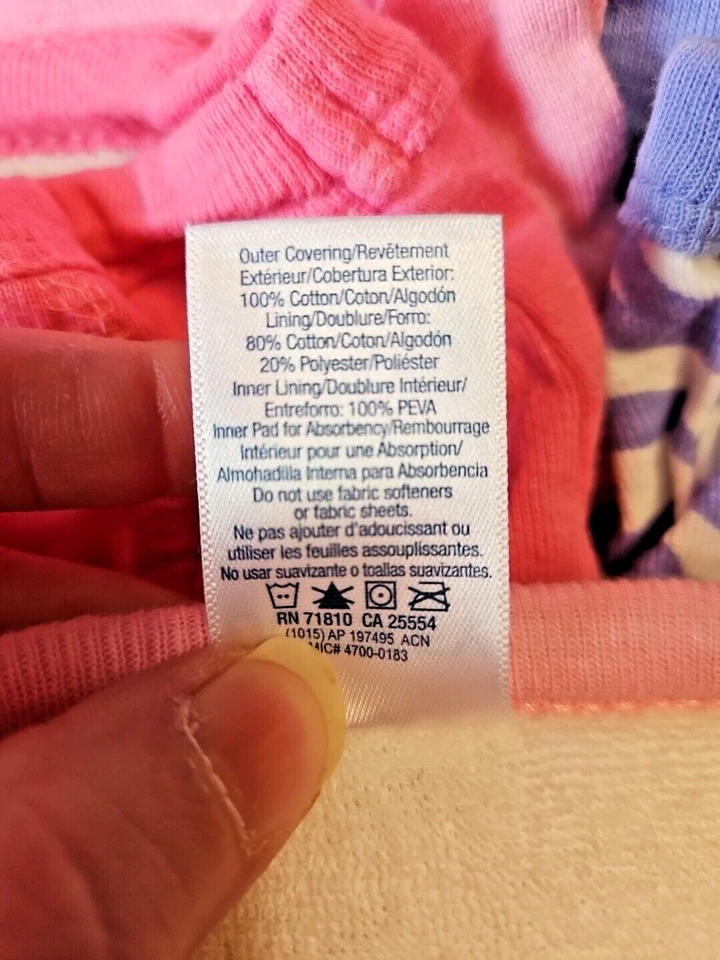 Outer Covering/Revêtement
Extérieur/Cobertura Exterior:
100% Cotton/Coton/Algodón
Lining/Doublure/Forro:
80% Cotton/Coton/Algodón
20% Polyester/Poliéster
Inner Lining/Doublure Intérieur/
Entreforro: 100% PEVA
Inner Pad for Absorbency/Rembourrage
Intérieur pour une Absorption/
Almohadilla Interna para Absorbencia
Do not use fabric softeners
or fabric sheets.
Ne pas ajouter d'adoucissant ou
utiliser les feuilles assouplissantes.
No usar suavizante o toallas suavizantes.
RN 71810 CA 25554
(1015) AP 197495 ACN
MIC# 4700-0183